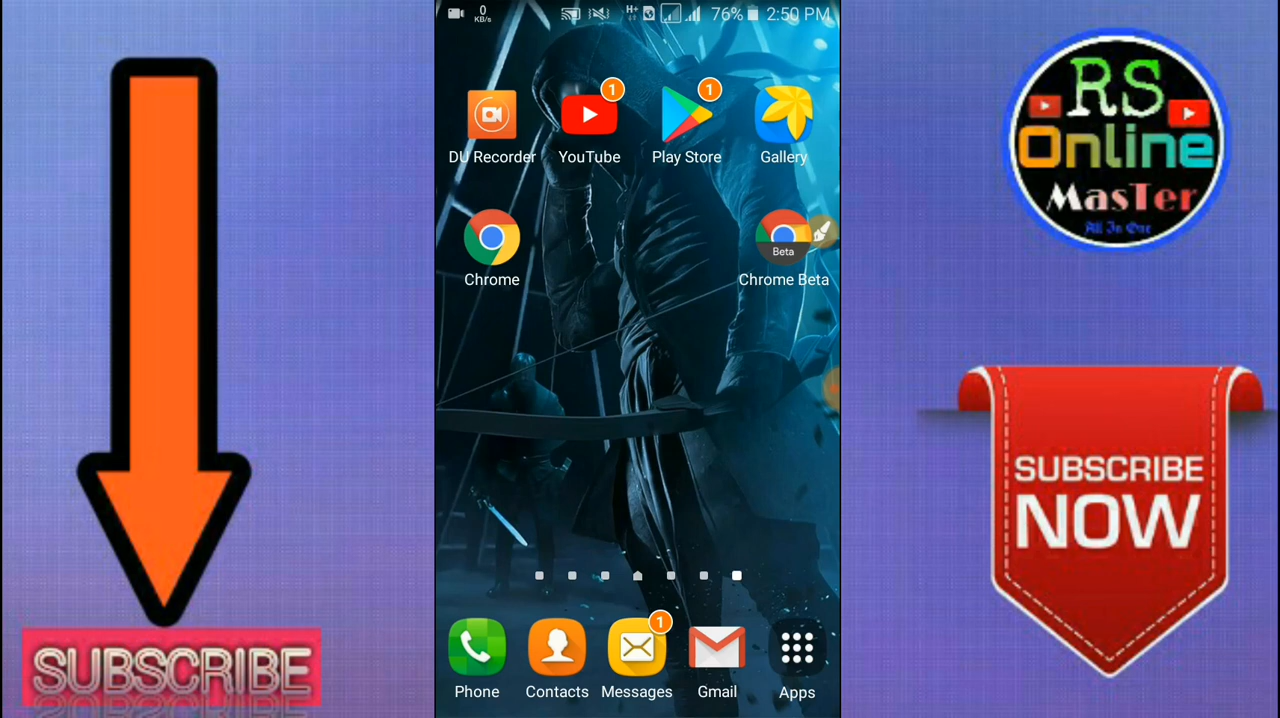 0
KB/s
H+
76%
2:50 PM
1
1
DU Recorder
YouTube
Play Store
Gallery
Beta
Chrome
Chrome Beta
1
Phone
Contacts
Messages
Gmail
Apps
SUBSCRIBE
RS
Online
MasTer
All In One
SUBSCRIBE
NOW